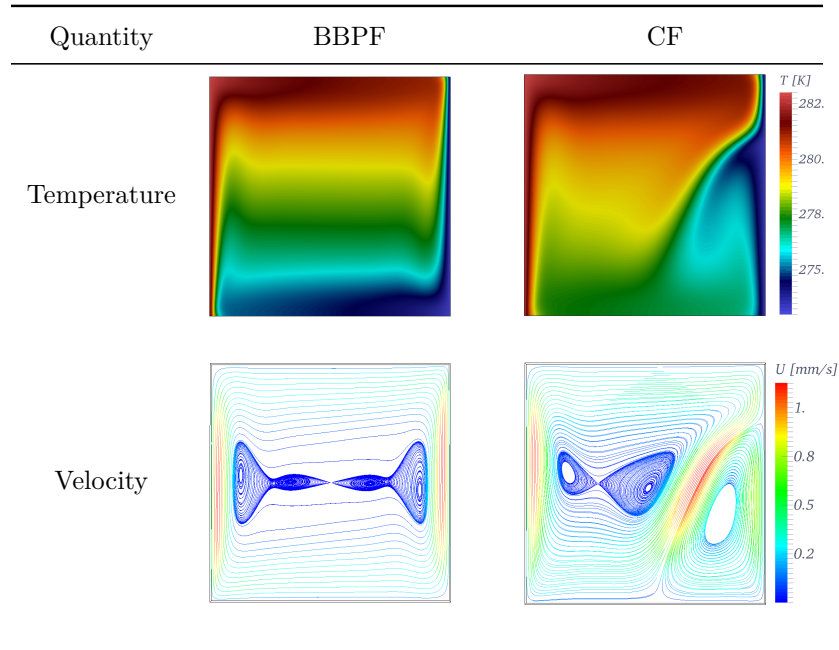 Quantity BBPF CF
Temperature
T [K]
282.
280.
278.
275.
Velocity
U [mm/s]
1.
0.8
0.5
0.2